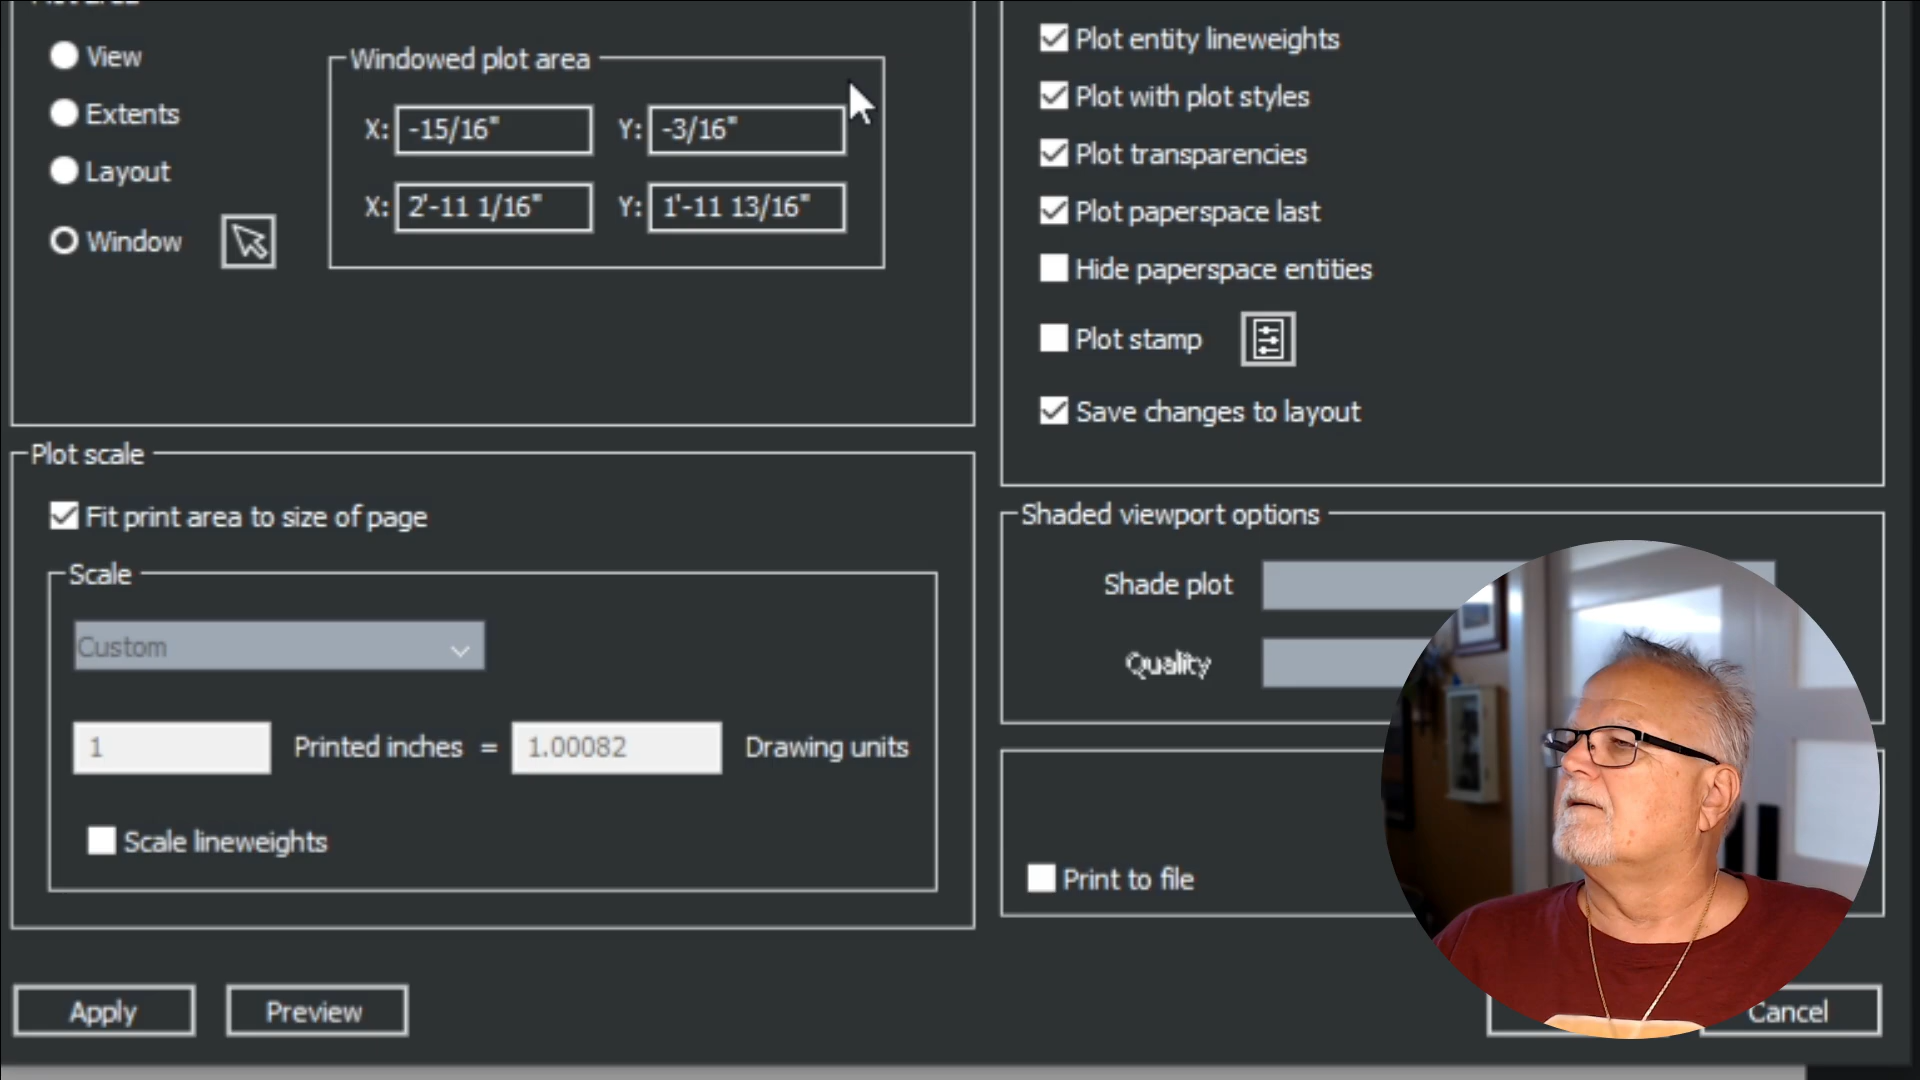 View
Windowed plot area
X: -15/16" Y: -3/16"
Extents
Layout
X: 2'-11 1/16" Y: 1'-11 13/16"
Window
Plot scale
Fit print area to size of page
Scale
Custom
1 Printed inches = 1.00082 Drawing units
Scale lineweights
Apply Preview
Plot entity lineweights
Plot with plot styles
Plot transparencies
Plot paperspace last
Hide paperspace entities
Plot stamp
Save changes to layout
Shaded viewport options
Shade plot
Quality
Print to file
Cancel